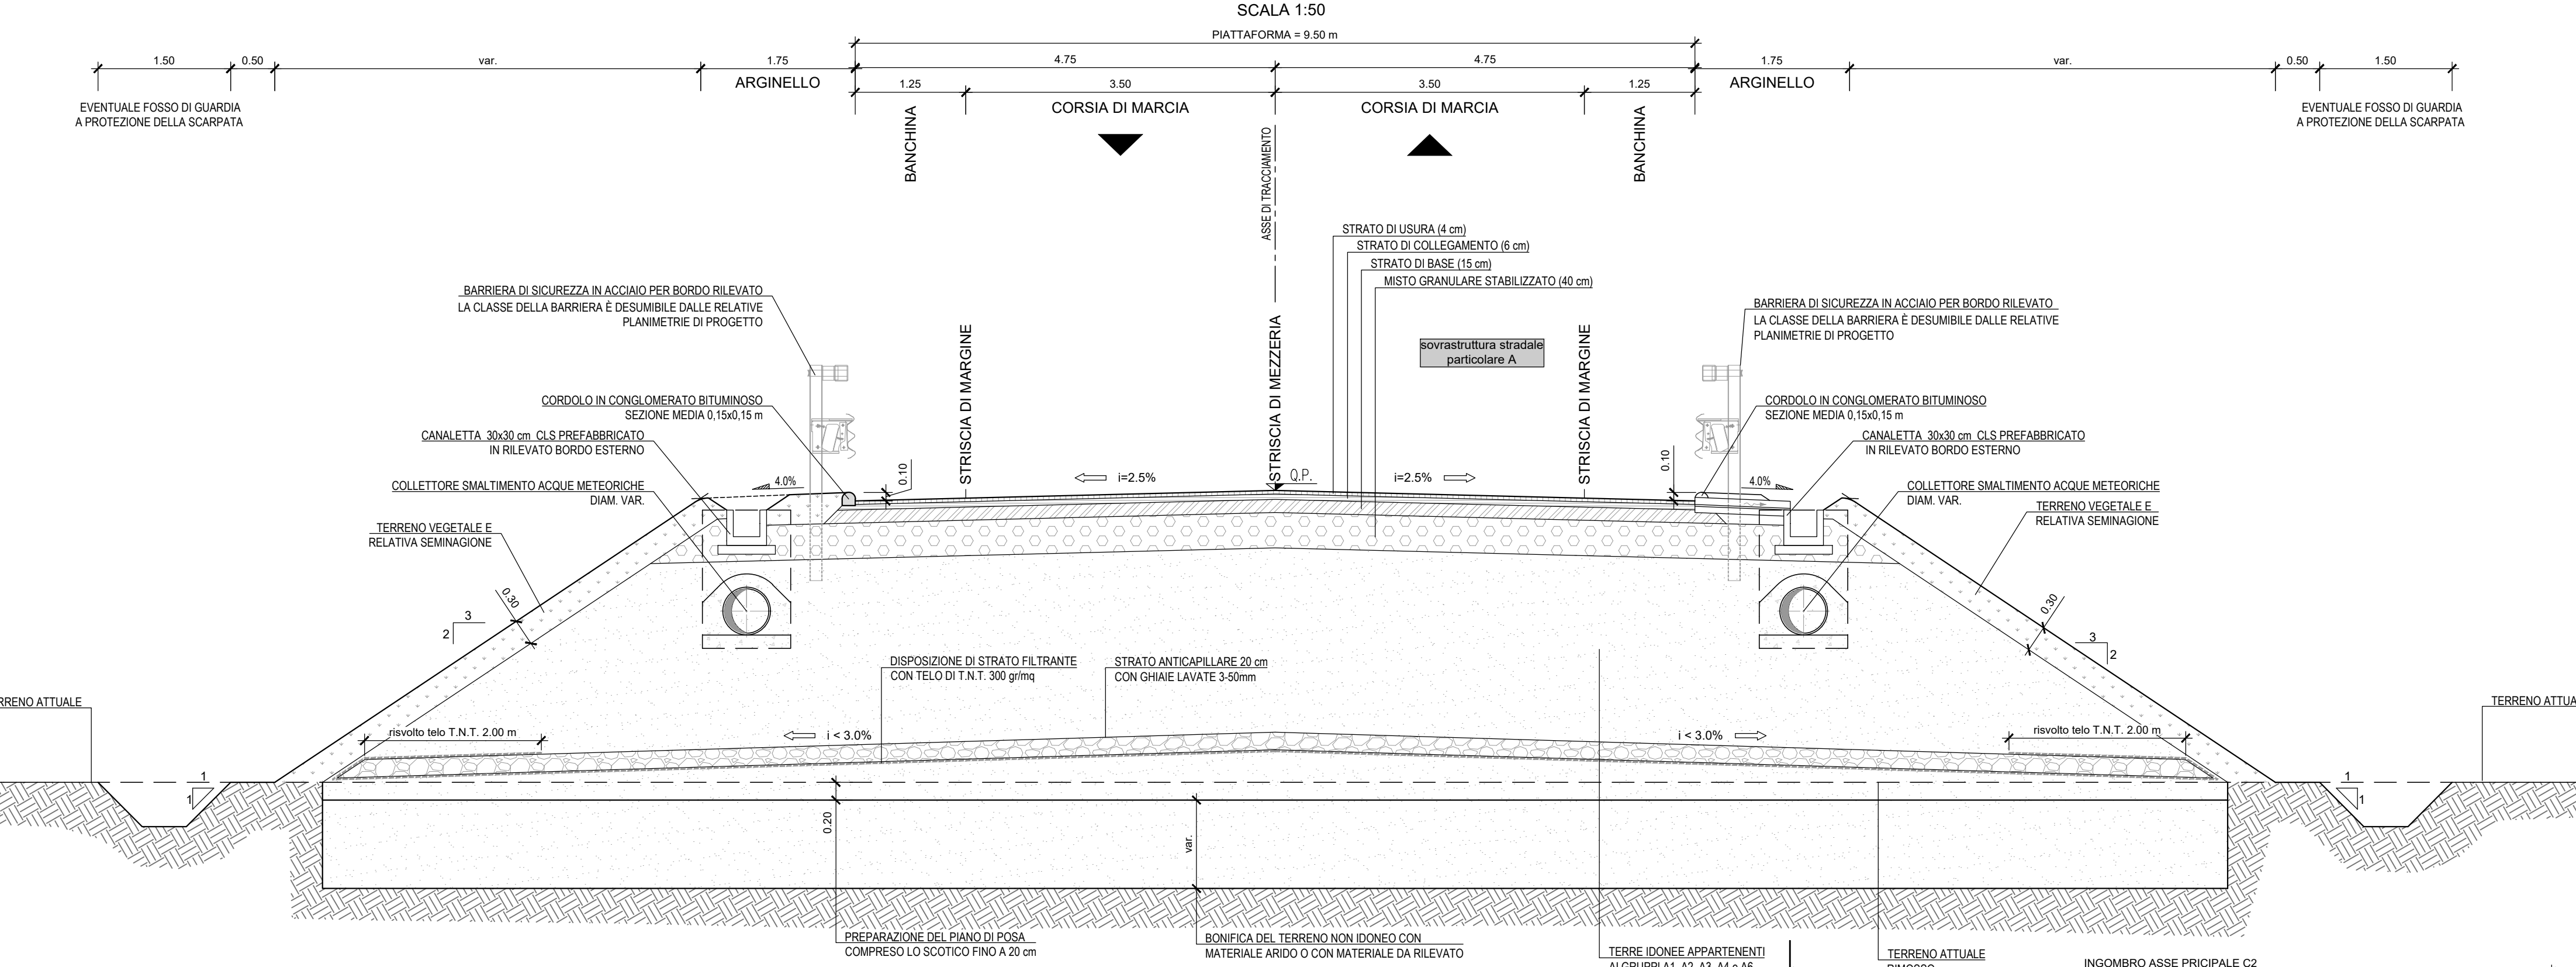 SCALA 1:50
PIATTAFORMA = 9.50 m
1.50
0.50
var.
1.75
4.75
4.75
1.75
var.
0.50
1.50
ARGINELLO
1.25
3.50
3.50
1.25
ARGINELLO
EVENTUALE FOSSO DI GUARDIA
A PROTEZIONE DELLA SCARPATA
BANCHINA
CORSIA DI MARCIA
CORSIA DI MARCIA
BANCHINA
EVENTUALE FOSSO DI GUARDIA
A PROTEZIONE DELLA SCARPATA
ASSE DI TRACCIAMENTO
STRATO DI USURA (4 cm)
STRATO DI COLLEGAMENTO (6 cm)
STRATO DI BASE (15 cm)
MISTO GRANULARE STABILIZZATO (40 cm)
BARRIERA DI SICUREZZA IN ACCIAIO PER BORDO RILEVATO
LA CLASSE DELLA BARRIERA È DESUMIBILE DALLE RELATIVE
PLANIMETRIE DI PROGETTO
BARRIERA DI SICUREZZA IN ACCIAIO PER BORDO RILEVATO
LA CLASSE DELLA BARRIERA È DESUMIBILE DALLE RELATIVE
PLANIMETRIE DI PROGETTO
STRISCIA DI MARGINE
STRISCIA DI MEZZERIA
sovrastruttura stradale
particolare A
STRISCIA DI MARGINE
CORDOLO IN CONGLOMERATO BITUMINOSO
SEZIONE MEDIA 0,15x0,15 m
CORDOLO IN CONGLOMERATO BITUMINOSO
SEZIONE MEDIA 0,15x0,15 m
CANALETTA 30x30 cm CLS PREFABBRICATO
IN RILEVATO BORDO ESTERNO
CANALETTA 30x30 cm CLS PREFABBRICATO
IN RILEVATO BORDO ESTERNO
COLLETTORE SMALTIMENTO ACQUE METEORICHE
DIAM. VAR.
4.0%
0.10
i=2.5%
Q.P.
i=2.5%
0.10
4.0%
COLLETTORE SMALTIMENTO ACQUE METEORICHE
DIAM. VAR.
TERRENO VEGETALE E
RELATIVA SEMINAGIONE
TERRENO VEGETALE E
RELATIVA SEMINAGIONE
0.30
3
2
0.30
3
2
DISPOSIZIONE DI STRATO FILTRANTE
CON TELO DI T.N.T. 300 gr/mq
STRATO ANTICAPILLARE 20 cm
CON GHIAIE LAVATE 3-50mm
RRENO ATTUALE
TERRENO ATTUA
risvolto telo T.N.T. 2.00 m
i < 3.0%
i < 3.0%
risvolto telo T.N.T. 2.00 m
1
1
1
1
0.20
var.
PREPARAZIONE DEL PIANO DI POSA
COMPRESO LO SCOTICO FINO A 20 cm
BONIFICA DEL TERRENO NON IDONEO CON
MATERIALE ARIDO O CON MATERIALE DA RILEVATO
TERRE IDONEE APPARTENENTI
AI GRUPPI A1, A2, A3, A4 o A6
TERRENO ATTUALE
INGOMBRO ASSE PRICIPALE C2